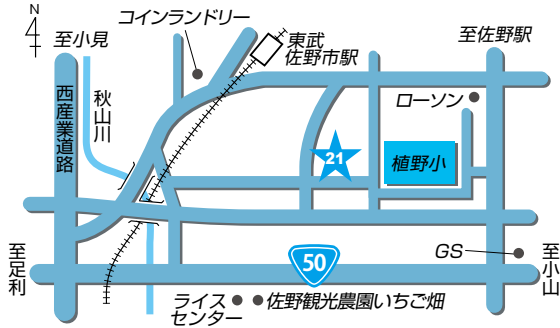 N
至小見
コインランドリー
東武
佐野市駅
至佐野駅
西産業道路
秋山川
ローソン
21
植野小
至足利
50
GS
至小山
ライス
センター
佐野観光農園いちご畑